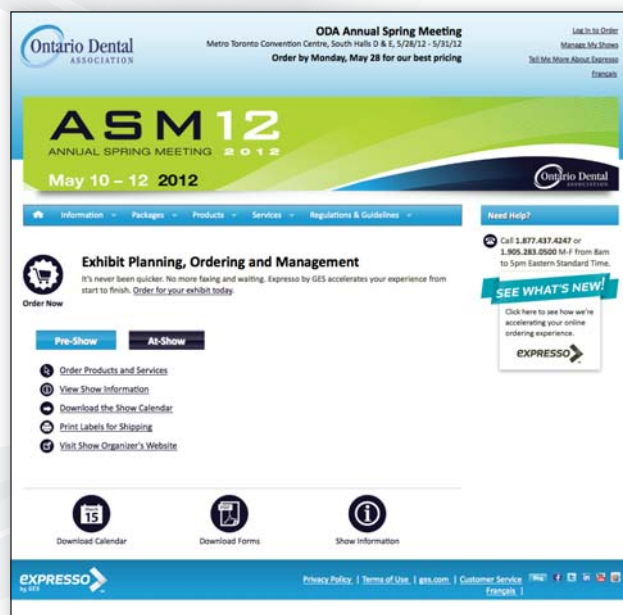 Ontario Dental
ASSOCIATION
ODA Annual Spring Meeting
Metro Toronto Convention Centre, South Halls D & E, 5/28/12 - 5/31/12
Order by Monday, May 28 for our best pricing
Log In to Order
Manage My Shows
Tell Me More About Expresso
Français
ASM12
ANNUAL SPRING MEETING 2012
May 10 – 12 2012
Ontario Dental
ASSOCIATION
Information Packages Products Services Regulations & Guidelines
Need Help?
Call 1.877.437.4247 or
1.905.283.0500 M-F from 8am
to 5pm Eastern Standard Time.
Exhibit Planning, Ordering and Management
It's never been quicker. No more faxing and waiting. Expresso by GES accelerates your experience from
start to finish. Order for your exhibit today.
Order Now
SEE WHAT'S NEW!
Click here to see how we're
accelerating your online
ordering experience.
EXPRESSO
Pre-Show At-Show
Order Products and Services
View Show Information
Download the Show Calendar
Print Labels for Shipping
Visit Show Organizer's Website
15
Download Calendar Download Forms Show Information
EXPRESSO
by GES
Privacy Policy | Terms of Use | ges.com | Customer Service
Français |